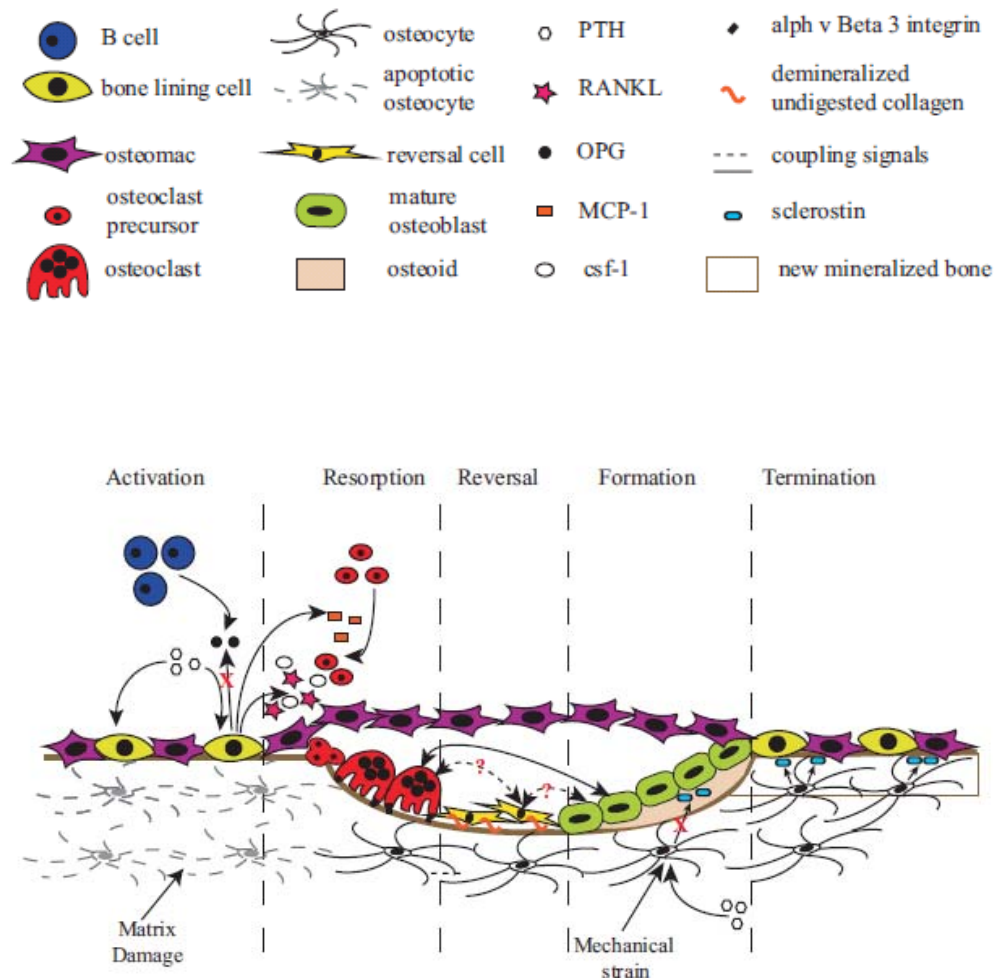 B cell
osteocyte
PTH
alph v Beta 3 integrin
bone lining cell
apoptotic
osteocyte
RANKL
demineralized
undigested collagen
osteomac
reversal cell
OPG
coupling signals
osteoclast
precursor
mature
osteoblast
MCP-1
sclerostin
osteoclast
osteoid
csf-1
new mineralized bone
Activation
Resorption
Reversal
Formation
Termination
X
?
?
X
Matrix
Damage
Mechanical
strain